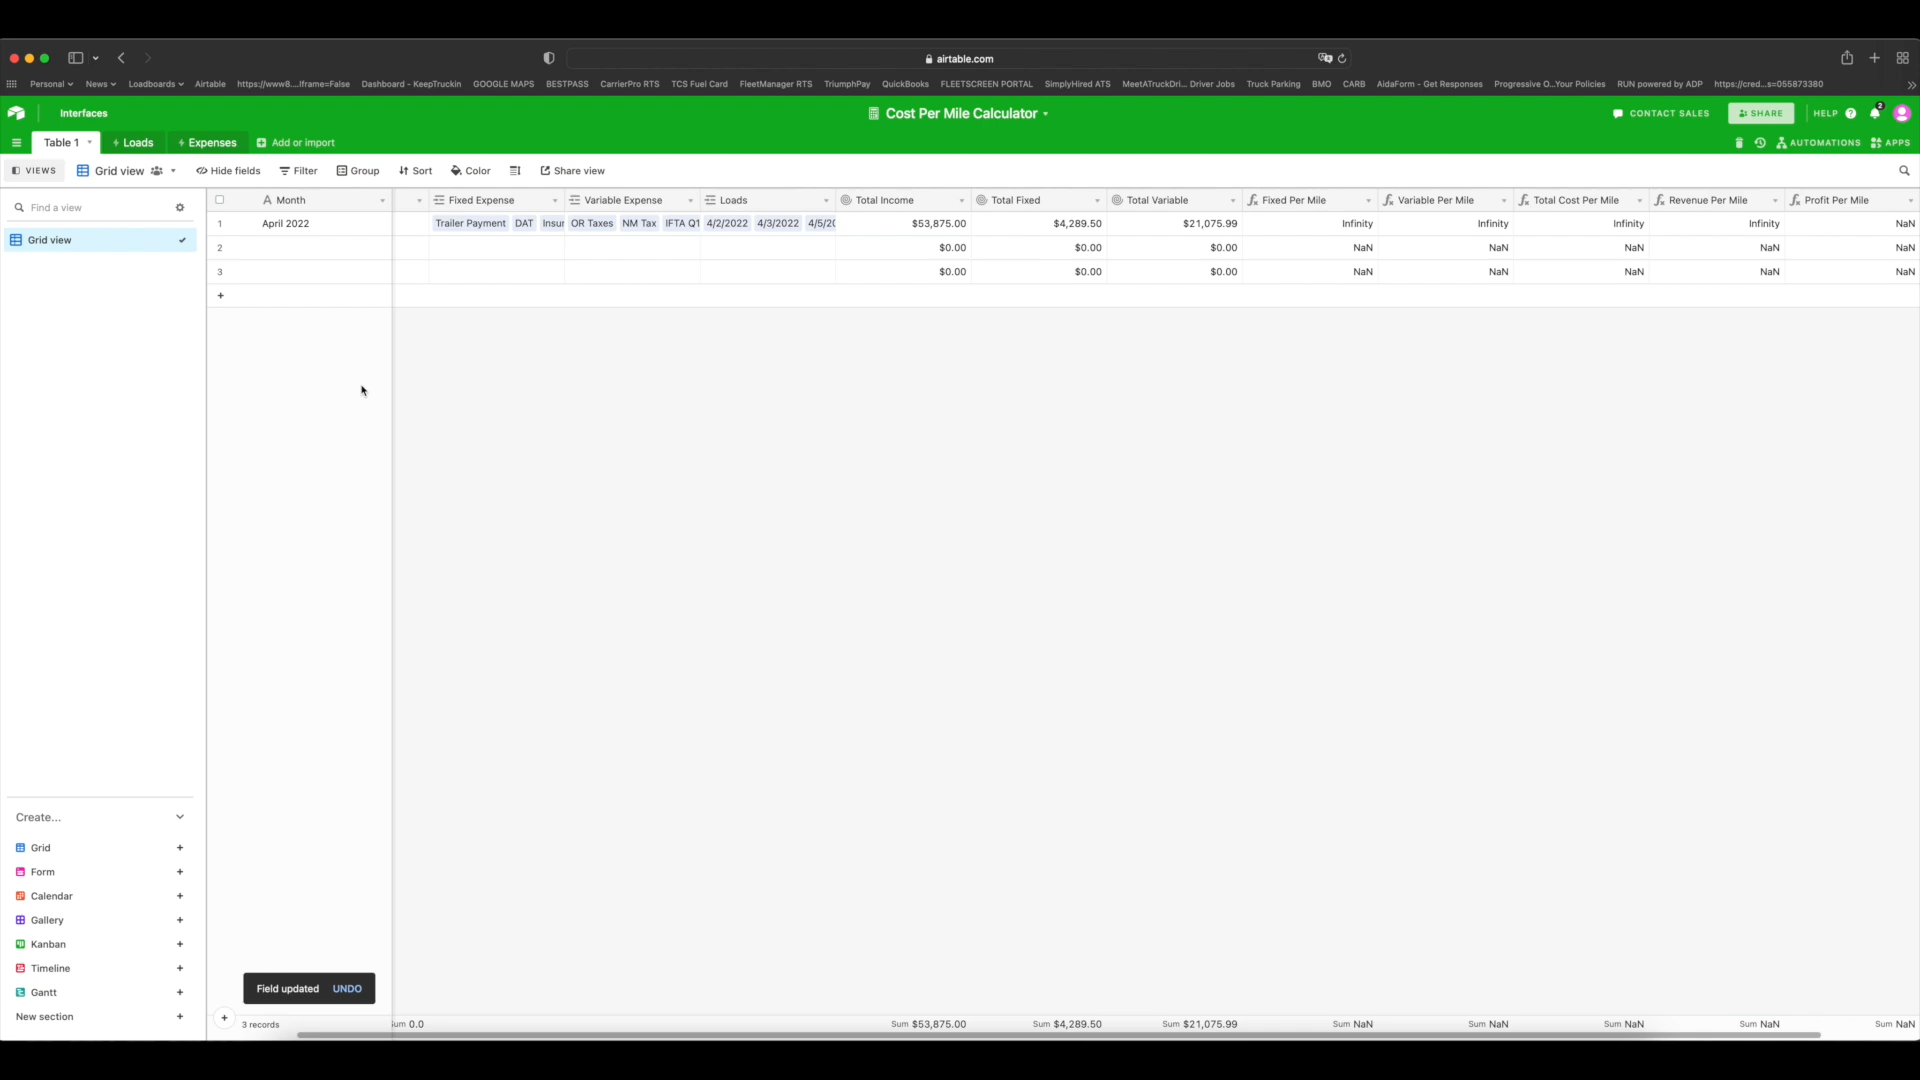 airtable.com
Personal News Loadboards Airtable https://www8....Iframe=False Dashboard - KeepTruckin GOOGLE MAPS BESTPASS CarrierPro RTS TCS Fuel Card FleetManager RTS TriumphPay QuickBooks FLEETSCREEN PORTAL SimplyHired ATS MeetATruckDri... Driver Jobs Truck Parking BMO CARB AidaForm - Get Responses Progressive O...Your Policies RUN powered by ADP https://cred...s=055873380
Interfaces Cost Per Mile Calculator CONTACT SALES SHARE HELP 2
Table 1 Loads Expenses Add or import AUTOMATIONS APPS
VIEWS Grid view Hide fields Filter Group Sort Color Share view
Find a view Month Fixed Expense Variable Expense Loads Total Income Total Fixed Total Variable Fixed Per Mile Variable Per Mile Total Cost Per Mile Revenue Per Mile Profit Per Mile
1 April 2022 Trailer Payment DAT Insur OR Taxes NM Tax IFTA Q1 4/2/2022 4/3/2022 4/5/20 $53,875.00 $4,289.50 $21,075.99 Infinity Infinity Infinity Infinity NaN
Grid view
2 $0.00 $0.00 $0.00 NaN NaN NaN NaN NaN
3 $0.00 $0.00 $0.00 NaN NaN NaN NaN NaN
Create...
Grid
Form
Calendar
Gallery
Kanban
Timeline
Gantt
Field updated UNDO
New section
3 records Sum 0.0 Sum $53,875.00 Sum $4,289.50 Sum $21,075.99 Sum NaN Sum NaN Sum NaN Sum NaN Sum NaN